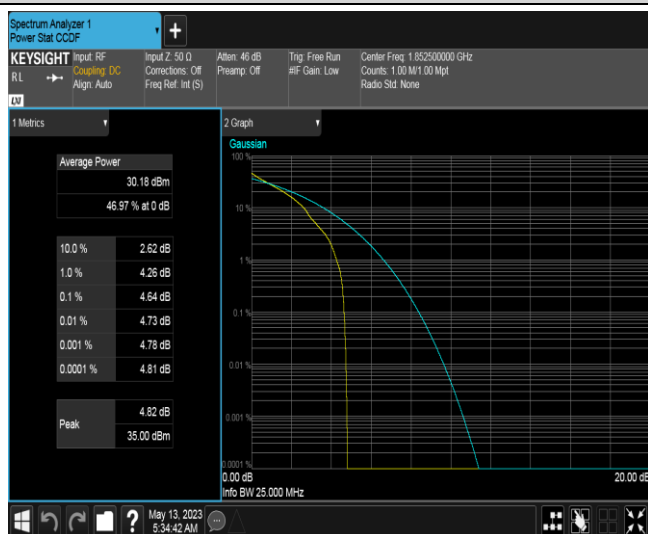 Spectrum Analyzer 1
Power Stat CCDF
+
KEYSIGHT
RL
LXI
Input: RF
Coupling: DC
Align: Auto
Input Z: 50 Ω
Corrections: Off
Freq Ref: Int (S)
Atten: 46 dB
Preamp: Off
Trig: Free Run
#IF Gain: Low
Center Freq: 1.852500000 GHz
Counts: 1.00 M/1.00 Mpt
Radio Std: None
1 Metrics
Average Power
30.18 dBm
46.97 % at 0 dB
10.0 % 2.62 dB
1.0 % 4.26 dB
0.1 % 4.64 dB
0.01 % 4.73 dB
0.001 % 4.78 dB
0.0001 % 4.81 dB
Peak
4.82 dB
35.00 dBm
2 Graph
Gaussian
100 %
10 %
1 %
0.1 %
0.01 %
0.001 %
0.0001 %
0.00 dB
20.00 dB
Info BW 25.000 MHz
?
May 13, 2023
5:34:42 AM